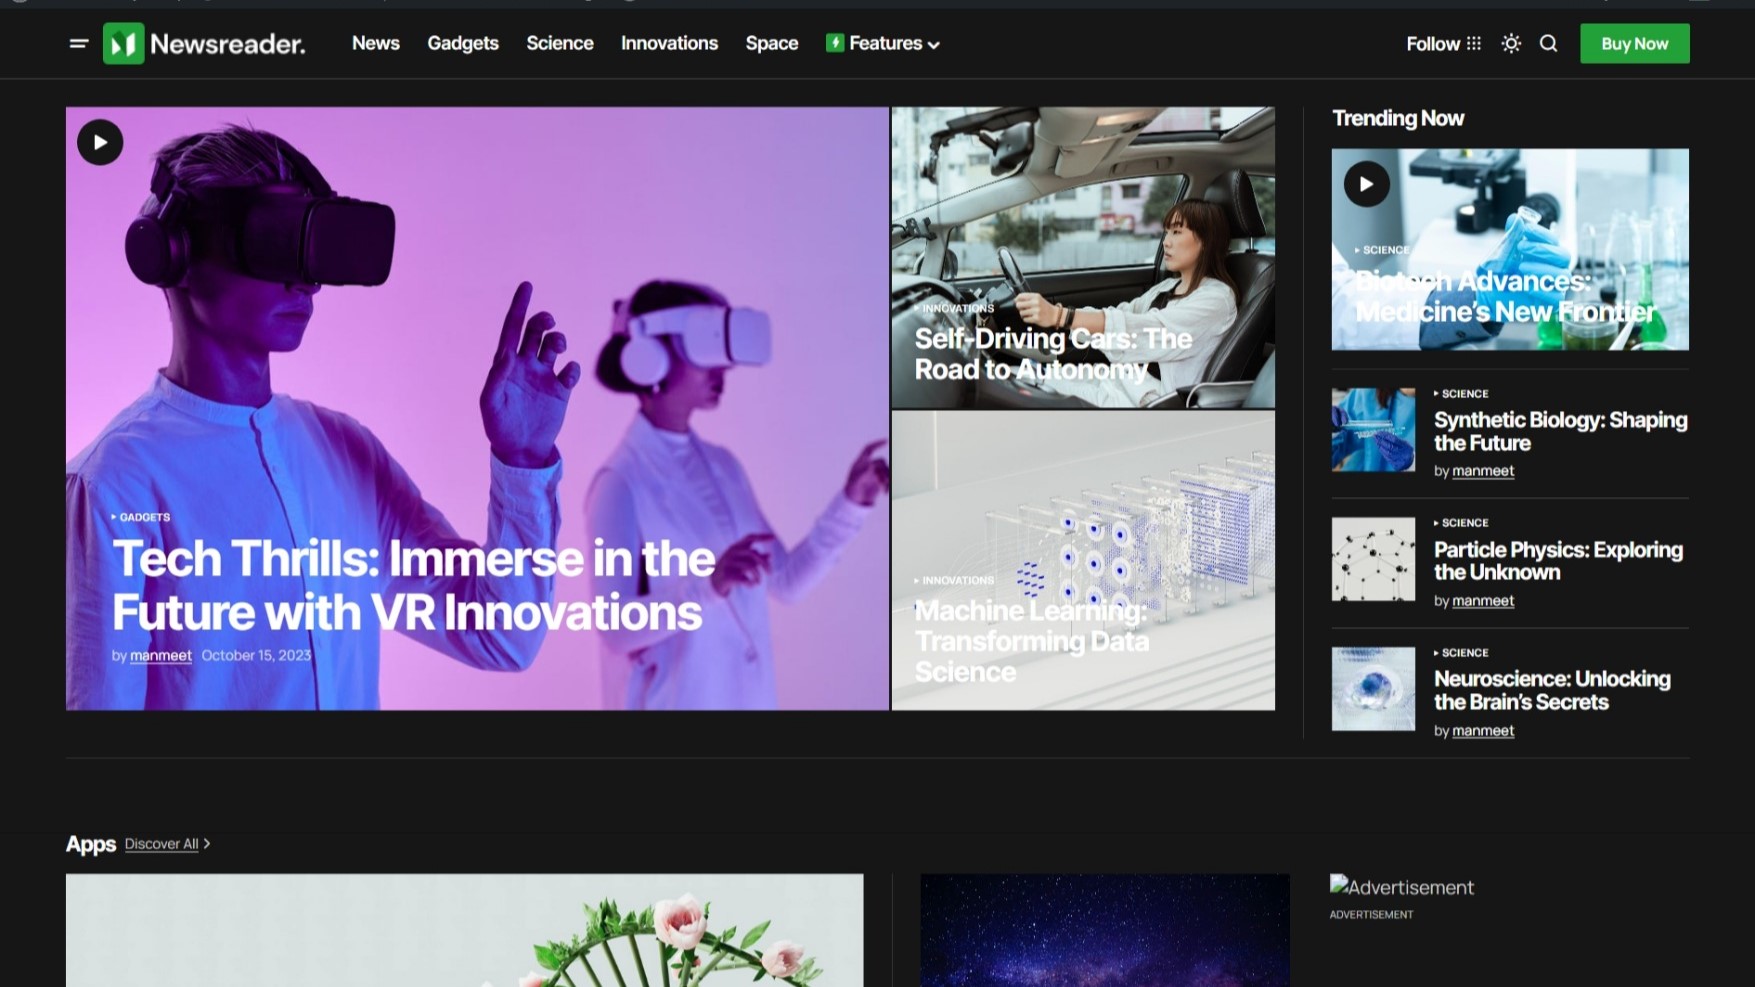 Newsreader.
News
Gadgets
Science
Innovations
Space
Features
Follow
Buy Now
GADGETS
Tech Thrills: Immerse in the
Future with VR Innovations
by manmeet October 15, 2023
INNOVATIONS
Self-Driving Cars: The
Road to Autonomy
INNOVATIONS
Machine Learning:
Transforming Data
Science
Trending Now
SCIENCE
Biotech Advances:
Medicine's New Frontier
SCIENCE
Synthetic Biology: Shaping
the Future
by manmeet
SCIENCE
Particle Physics: Exploring
the Unknown
by manmeet
SCIENCE
Neuroscience: Unlocking
the Brain's Secrets
by manmeet
Apps
Discover All
Advertisement
ADVERTISEMENT